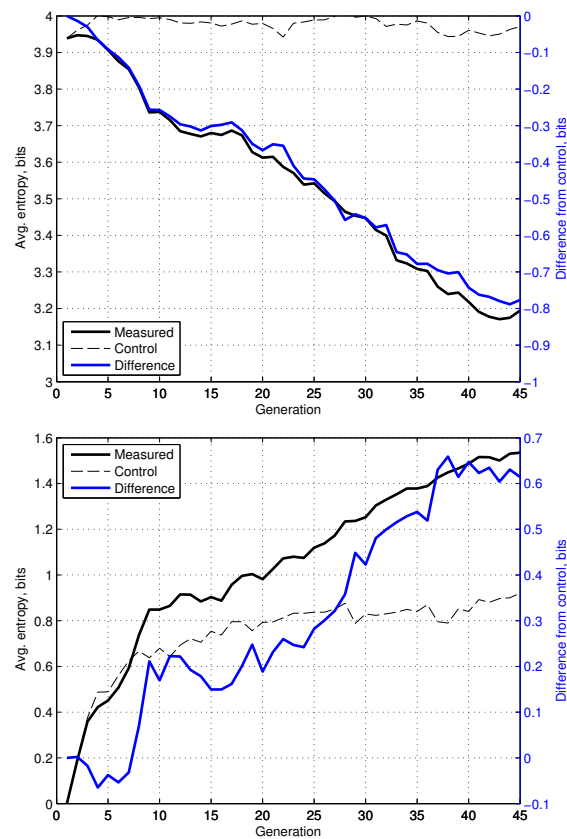 4
3.9
3.8
3.7
3.6
3.5
3.4
3.3
3.2
3.1
3
Avg. entropy, bits
0
−0.1
−0.2
−0.3
−0.4
−0.5
−0.6
−0.7
−0.8
−0.9
−1
Difference from control, bits
Measured
Control
Difference
0 5 10 15 20 25 30 35 40 45
Generation
1.6
1.4
1.2
1
0.8
0.6
0.4
0.2
0
Avg. entropy, bits
0.7
0.6
0.5
0.4
0.3
0.2
0.1
0
−0.1
Difference from control, bits
Measured
Control
Difference
0 5 10 15 20 25 30 35 40 45
Generation